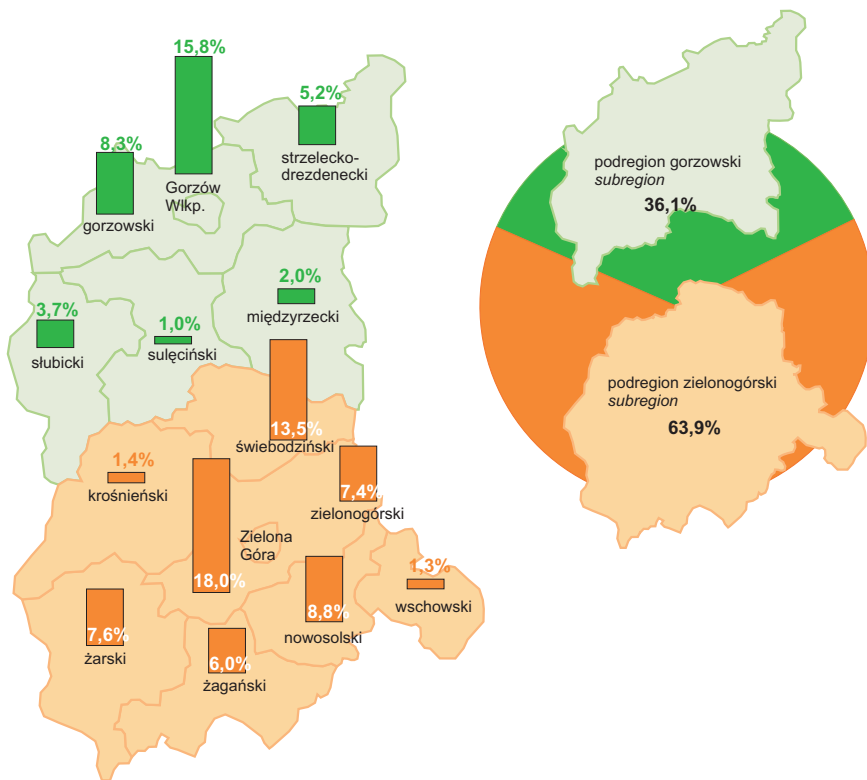 15,8%
5,2%
8,3%
strzelecko-
drezdenecki
Gorzów
Wlkp.
gorzowski
2,0%
3,7%
1,0%
międzyrzecki
słubicki
sulęciński
13,5%
świebodziński
1,4%
krośnieński
7,4%
zielonogórski
Zielona
Góra
18,0%
1,3%
wschowski
8,8%
nowosolski
7,6%
żarski
6,0%
żagański
podregion gorzowski
subregion
36,1%
podregion zielonogórski
subregion
63,9%